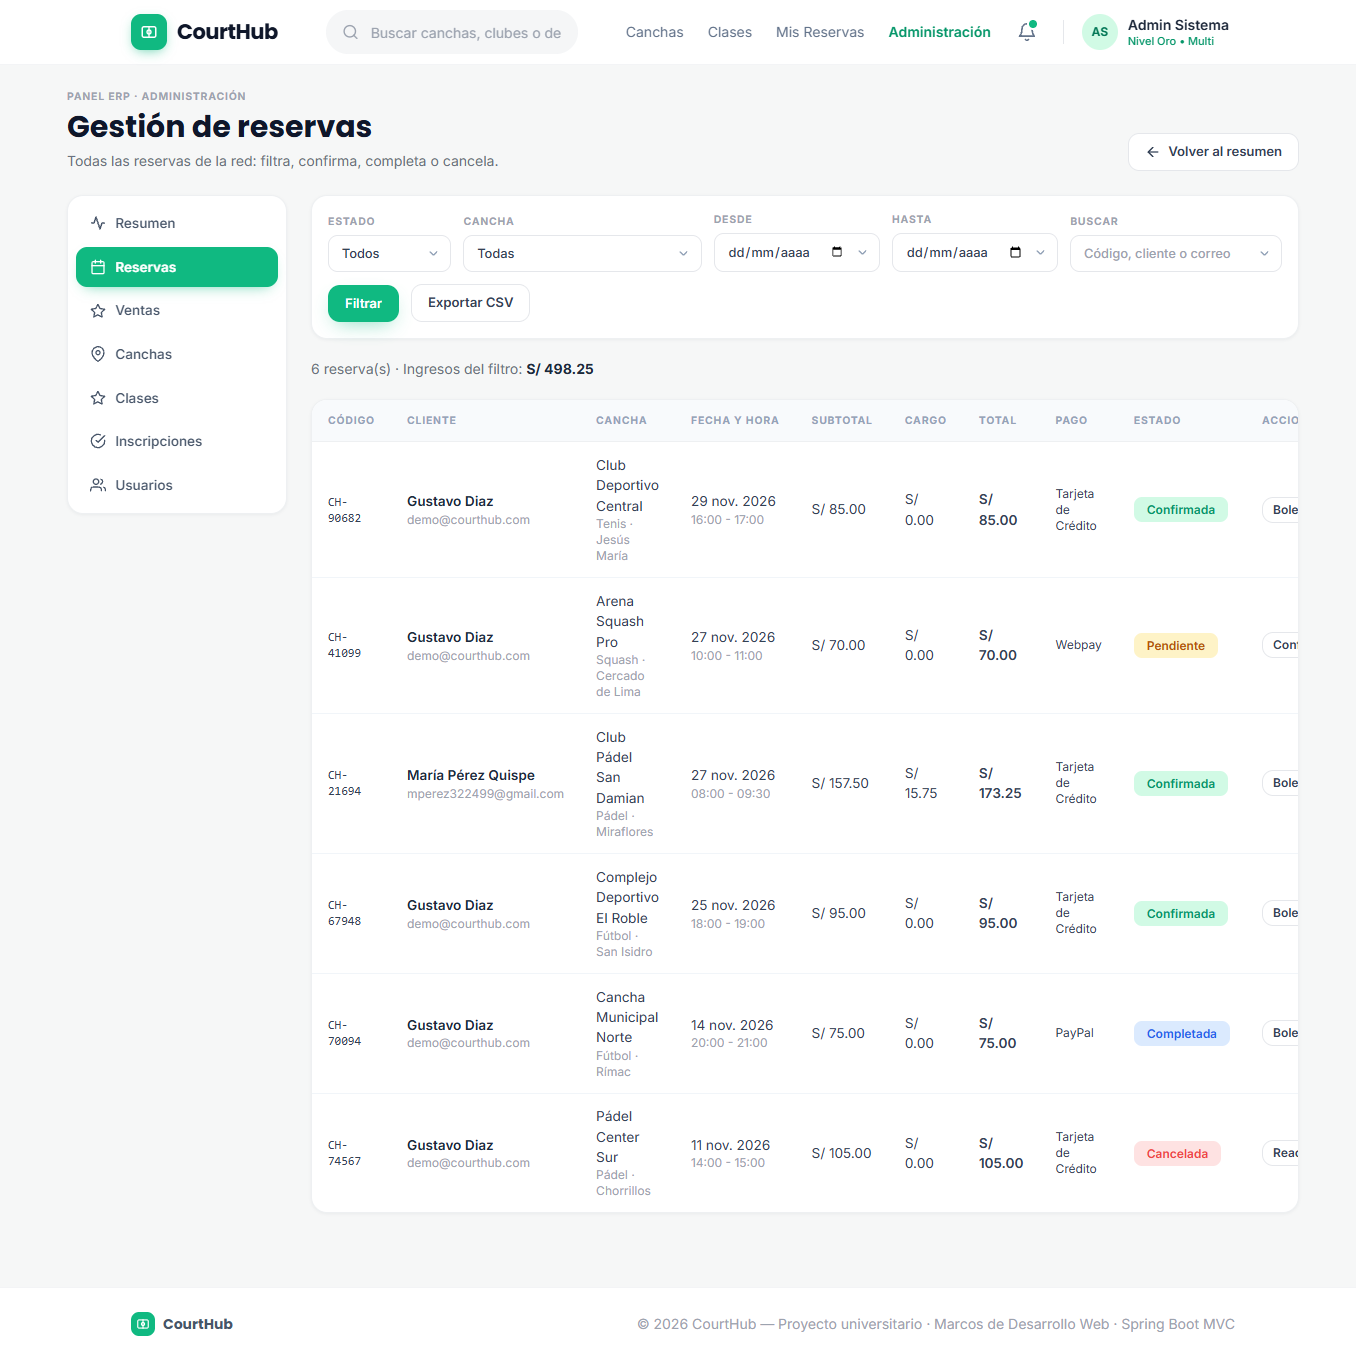 CourtHub
Buscar canchas, clubes o de
Canchas
Clases
Mis Reservas
Administración
AS
Admin Sistema
Nivel Oro • Multi
PANEL ERP · ADMINISTRACIÓN
Gestión de reservas
Todas las reservas de la red: filtra, confirma, completa o cancela.
Volver al resumen
Resumen
Reservas
Ventas
Canchas
Clases
Inscripciones
Usuarios
ESTADO
CANCHA
DESDE
HASTA
BUSCAR
Todos
Todas
dd/mm/aaaa
dd/mm/aaaa
Código, cliente o correo
Filtrar
Exportar CSV
6 reserva(s) · Ingresos del filtro: S/ 498.25
CÓDIGO
CLIENTE
CANCHA
FECHA Y HORA
SUBTOTAL
CARGO
TOTAL
PAGO
ESTADO
ACCIO
CH-
90682
Gustavo Diaz
demo@courthub.com
Club
Deportivo
Central
Tenis ·
Jesús
María
29 nov. 2026
16:00 - 17:00
S/ 85.00
S/
0.00
S/
85.00
Tarjeta
de
Crédito
Confirmada
Bole
CH-
41099
Gustavo Diaz
demo@courthub.com
Arena
Squash
Pro
Squash ·
Cercado
de Lima
27 nov. 2026
10:00 - 11:00
S/ 70.00
S/
0.00
S/
70.00
Webpay
Pendiente
Conf
CH-
21694
María Pérez Quispe
mperez322499@gmail.com
Club
Pádel
San
Damian
Pádel ·
Miraflores
27 nov. 2026
08:00 - 09:30
S/ 157.50
S/
15.75
S/
173.25
Tarjeta
de
Crédito
Confirmada
Bole
CH-
67948
Gustavo Diaz
demo@courthub.com
Complejo
Deportivo
El Roble
Fútbol ·
San Isidro
25 nov. 2026
18:00 - 19:00
S/ 95.00
S/
0.00
S/
95.00
Tarjeta
de
Crédito
Confirmada
Bole
CH-
70094
Gustavo Diaz
demo@courthub.com
Cancha
Municipal
Norte
Fútbol ·
Rímac
14 nov. 2026
20:00 - 21:00
S/ 75.00
S/
0.00
S/
75.00
PayPal
Completada
Bole
CH-
74567
Gustavo Diaz
demo@courthub.com
Pádel
Center
Sur
Pádel ·
Chorrillos
11 nov. 2026
14:00 - 15:00
S/ 105.00
S/
0.00
S/
105.00
Tarjeta
de
Crédito
Cancelada
Reac
CourtHub
© 2026 CourtHub — Proyecto universitario · Marcos de Desarrollo Web · Spring Boot MVC